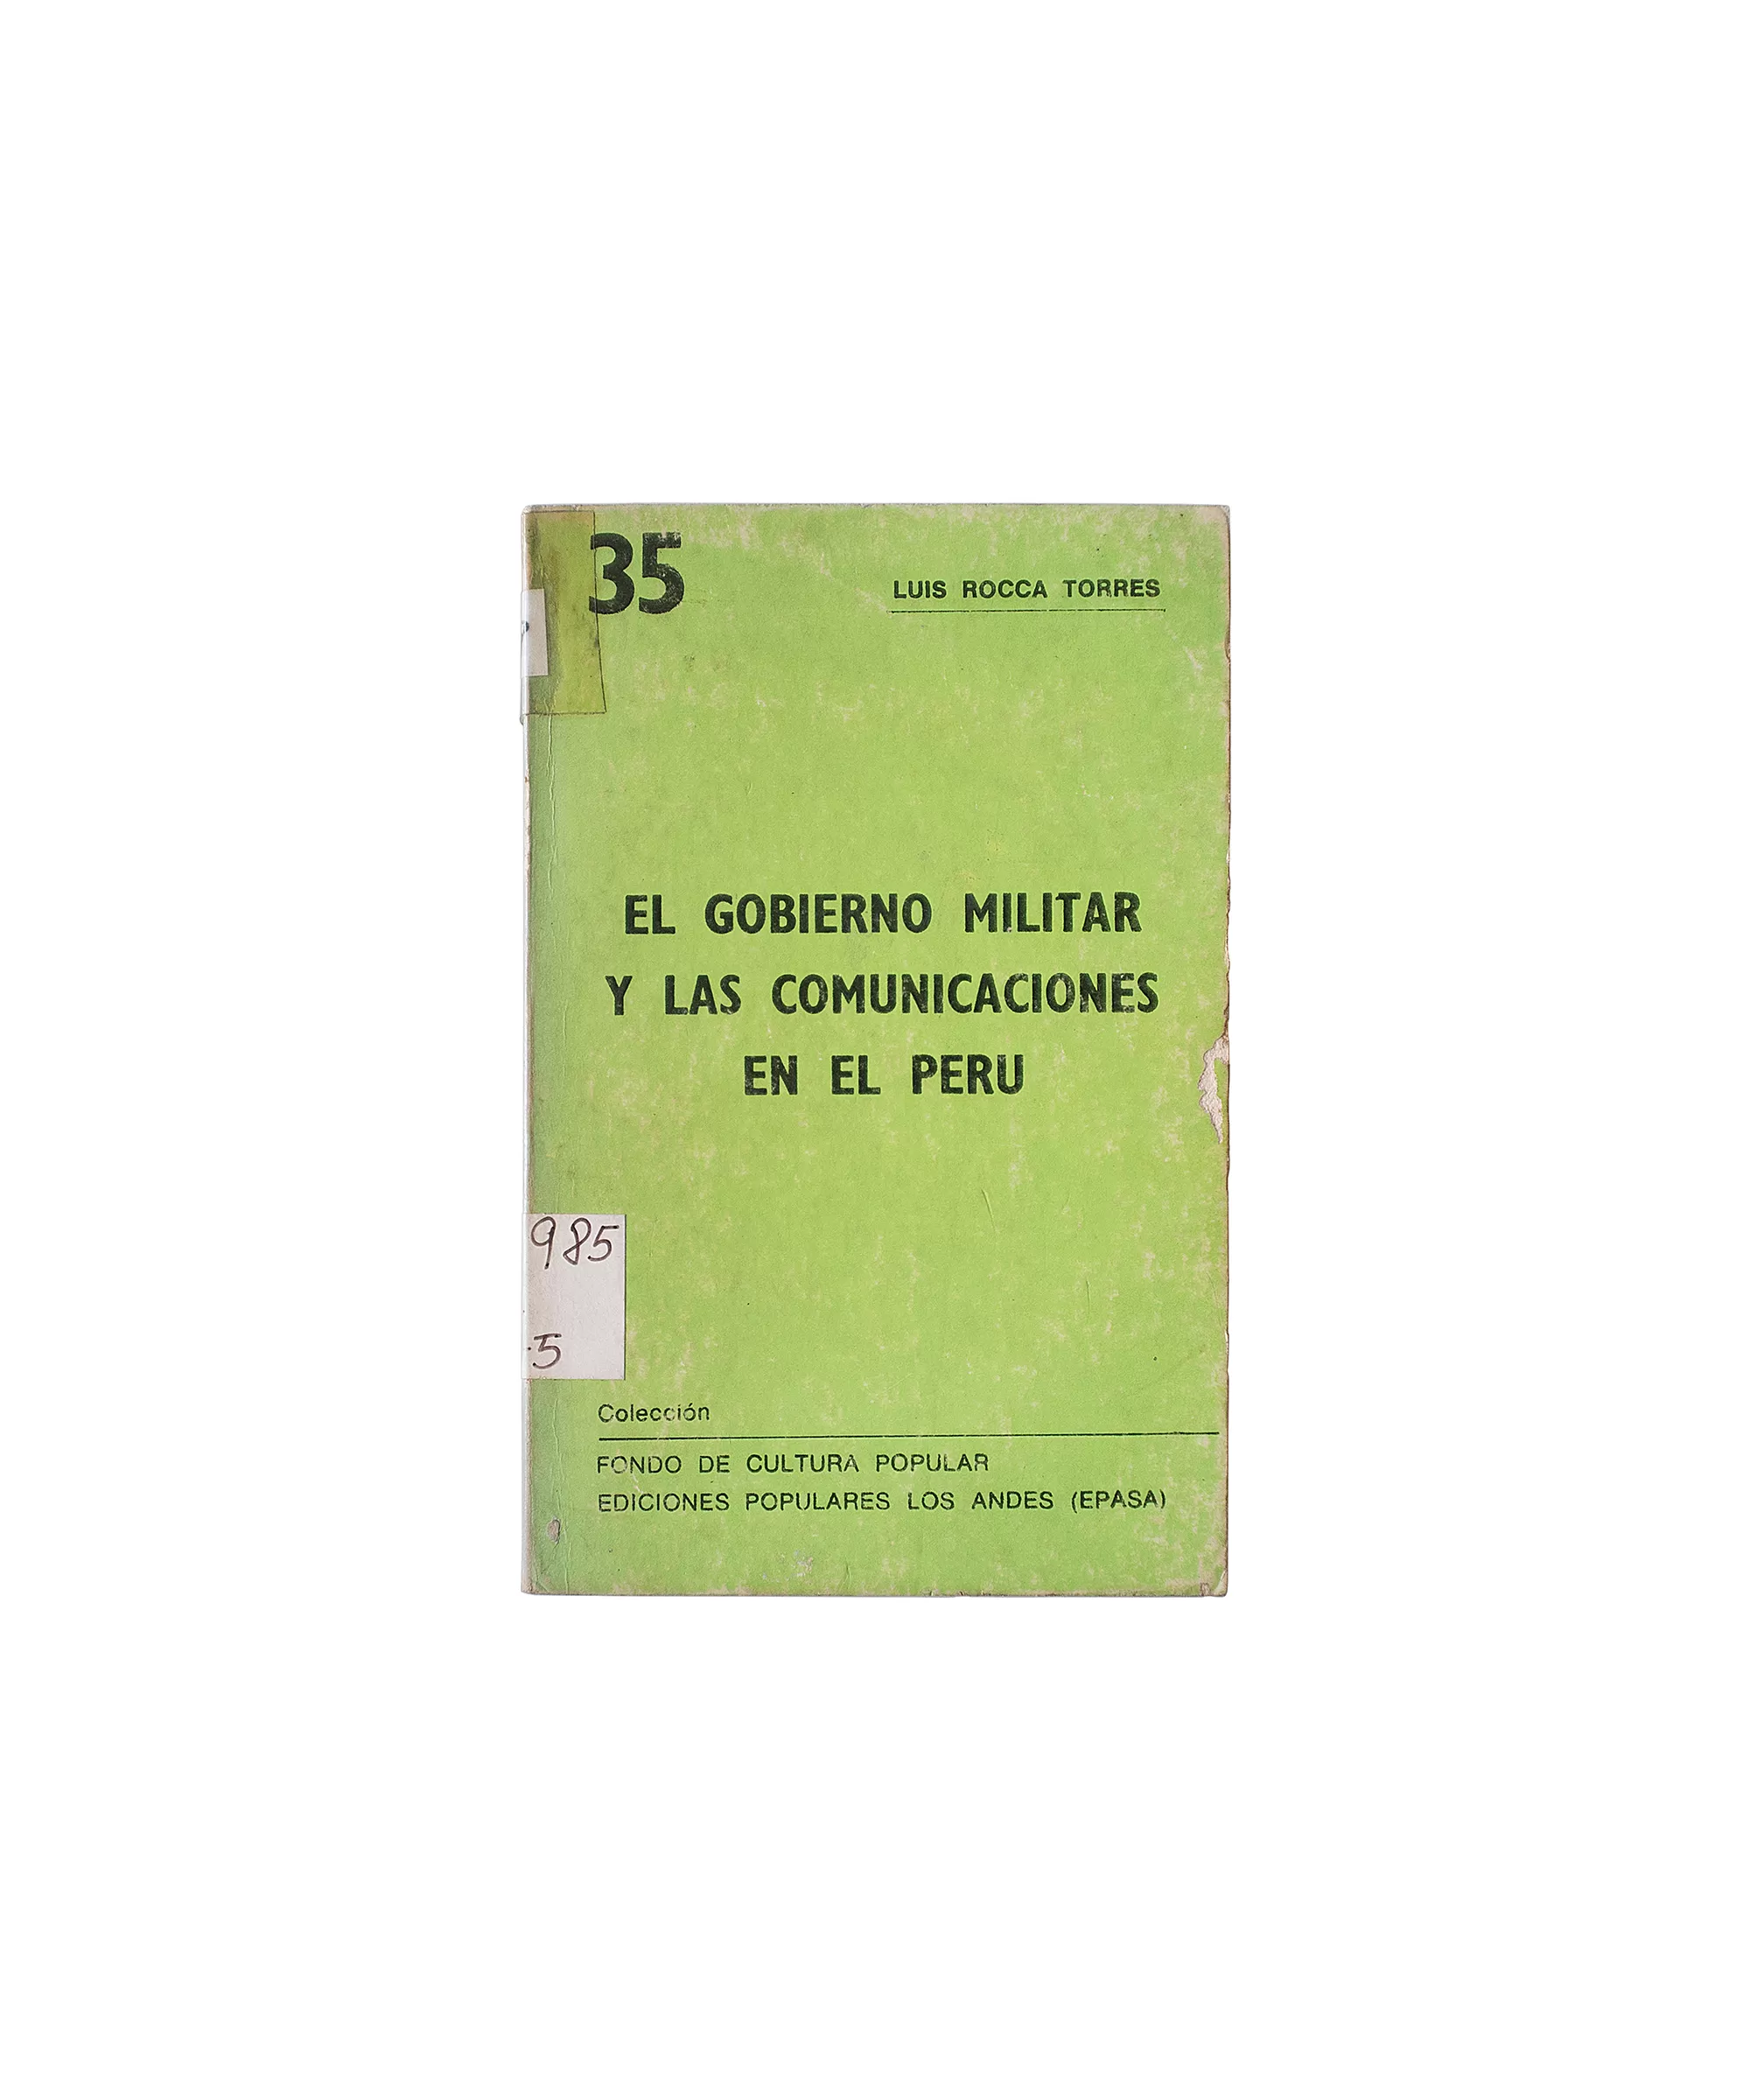 35
LUIS ROCCA TORRES
EL GOBIERNO MILITAR
Y LAS COMUNICACIONES
EN EL PERU
985
.5
Colección
FONDO DE CULTURA POPULAR
EDICIONES POPULARES LOS ANDES (EPASA)